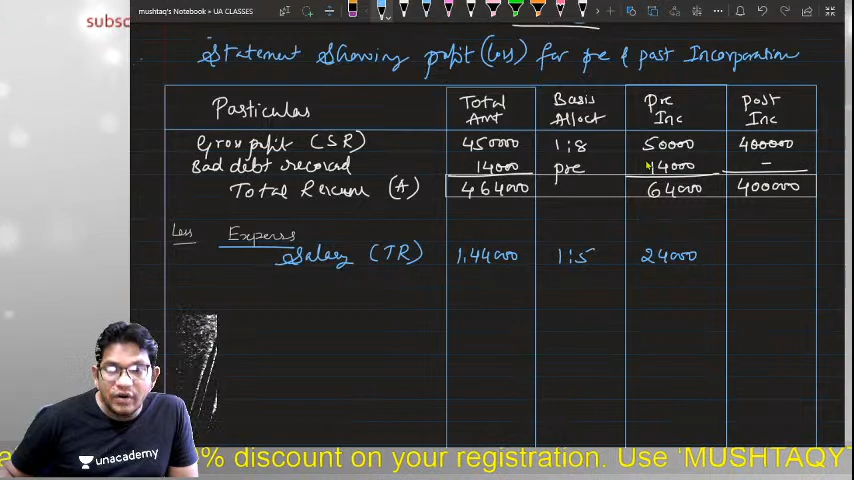 subsc
mushtaq's Notebook » UA CLASSES
Statement Showing profit (Loss) for pre & post Incorporation
Particulas Total Amt Basis Alloct Pre Inc post Inc
Gross profit (SR) 450000 1:8 50000 400000
Bad debt recovered 14000 pre 14000 -
Total Revenue (A) 464000 64000 400000
Less Expenses
Salary (TR) 1,44000 1:5 24000
unacademy
% discount on your registration. Use 'MUSHTAQY'